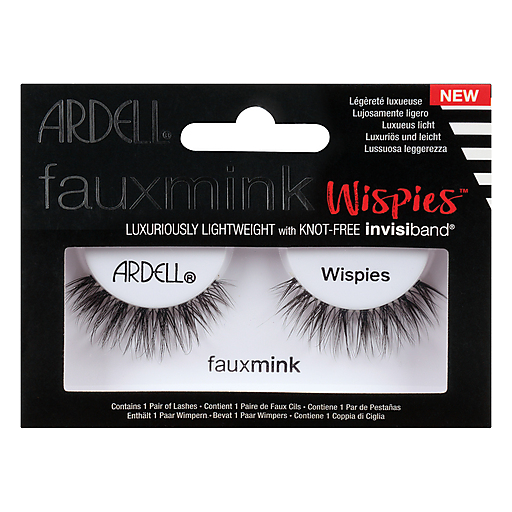 NEW
Légèreté luxueuse
Lujosamente ligero
Luxueus licht
Luxuriös und leicht
Lussuosa leggerezza
ARDELL®
fauxmink Wispies™
LUXURIOUSLY LIGHTWEIGHT with KNOT-FREE invisiband®
ARDELL®
Wispies
fauxmink
Contains 1 Pair of Lashes • Contient 1 Paire de Faux Cils • Contiene 1 Par de Pestañas
Enthält 1 Paar Wimpern • Bevat 1 Paar Wimpers • Contiene 1 Coppia di Ciglia